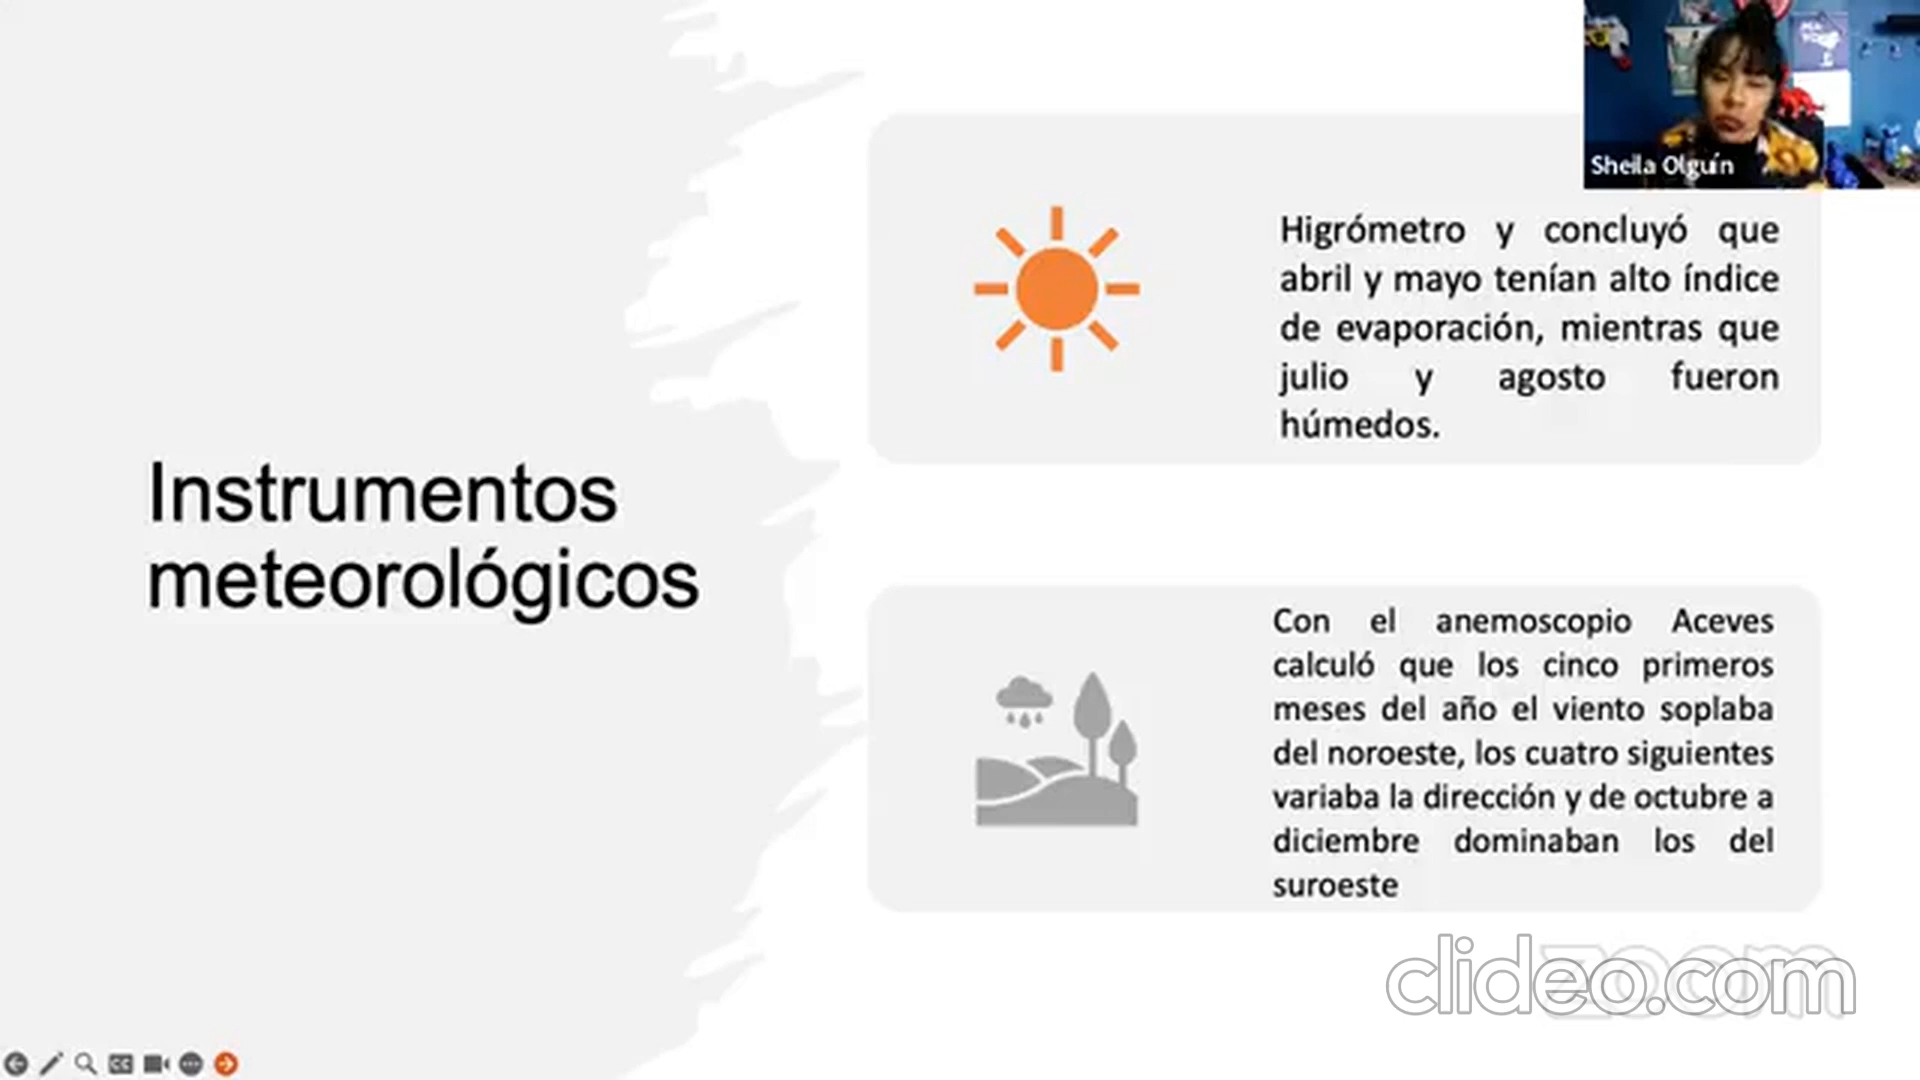 Sheila Olguín
Instrumentos
meteorológicos
Higrómetro y concluyó que
abril y mayo tenían alto índice
de evaporación, mientras que
julio y agosto fueron
húmedos.
Con el anemoscopio Aceves
calculó que los cinco primeros
meses del año el viento soplaba
del noroeste, los cuatro siguientes
variaba la dirección y de octubre a
diciembre dominaban los del
suroeste
clideo.com
zoom
CC